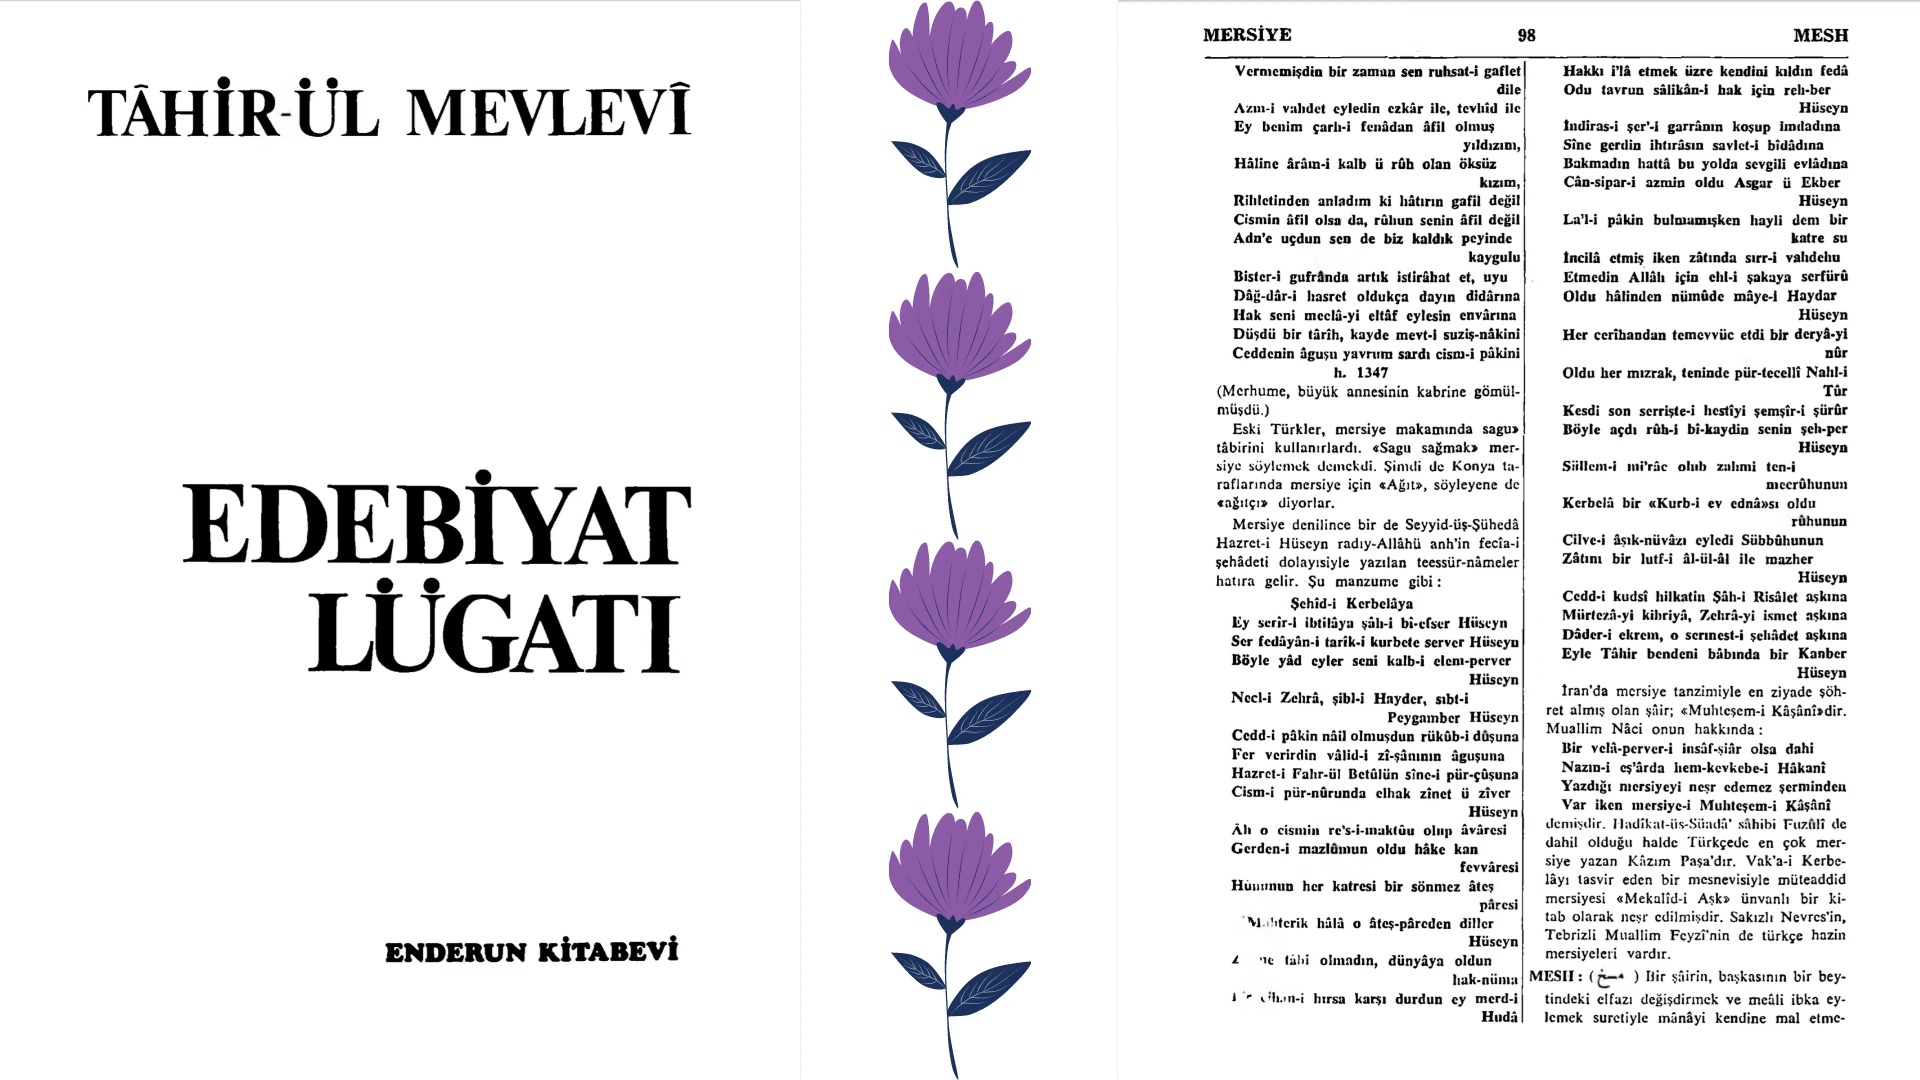 TÂHİR-ÜL MEVLEVÎ
EDEBİYAT
LÜGATI
ENDERUN KİTABEVİ
MERSİYE 98 MESH
Vermemişdin bir zaman sen ruhsat-i gaflet
dile
Azm-i vahdet eyledin ezkâr ile, tevhîd ile
Ey benim çarh-i fenâdan âfil olmuş
yıldızım,
Hâline ârâm-i kalb ü rûh olan öksüz
kızım,
Rihletinden anladım ki hâtırın gafil değil
Cismin âfil olsa da, rûhun senin âfil değil
Adn'e uçdun sen de biz kaldık peyinde
kaygulu
Bister-i gufrânda artık istirâhat et, uyu
Dâğ-dâr-i hasret oldukça dayın didârına
Hak seni meclâ-yi eltâf eylesin envârına
Düşdü bir târîh, kayde mevt-i suziş-nâkini
Ceddenin âguşu yavrum sardı cism-i pâkini
h. 1347
(Merhume, büyük annesinin kabrine gömül-
müşdü.)
Eski Türkler, mersiye makamında sagu»
tâbirini kullanırlardı. «Sagu sağmak» mer-
siye söylemek demekdi. Şimdi de Konya ta-
raflarında mersiye için «Ağıt», söyleyene de
«ağıtçı» diyorlar.
Mersiye denilince bir de Seyyid-üş-Şühedâ
Hazret-i Hüseyn radıy-Allâhü anh'in fecîa-i
şehâdeti dolayısiyle yazılan teessür-nâmeler
hatıra gelir. Şu manzume gibi :
Şehîd-i Kerbelâya
Ey serîr-i ibtilâya şâh-i bî-efser Hüseyn
Ser fedâyân-i tarîk-i kurbete server Hüseyn
Böyle yâd eyler seni kalb-i elem-perver
Hüseyn
Necl-i Zehrâ, şibl-i Hayder, sıbt-i
Peygamber Hüseyn
Cedd-i pâkin nâil olmuşdun rükûb-i dûşuna
Fer verirdin vâlid-i zî-şânının âguşuna
Hazret-i Fahr-ül Betûlün sîne-i pür-çûşuna
Cism-i pür-nûrunda elhak zînet ü zîver
Hüseyn
Âh o cismin re's-i-maktûu olup âvâresi
Gerden-i mazlûmun oldu hâke kan
fevvâresi
her katresi bir sönmez âteş
pâresi
hâlâ o âteş-pâreden diller
Hüseyn
tâbi olmadın, dünyâya oldun
hak-nüma
hırsa karşı durdun ey merd-i
Hudâ
Hakkı i'lâ etmek üzre kendini kıldın fedâ
Odu tavrun sâlikân-i hak için reh-ber
Hüseyn
İndiras-i şer'-i garrânın koşup imdadına
Sîne gerdin ihtırâsın savlet-i bîdâdına
Bakmadın hattâ bu yolda sevgili evlâdına
Cân-sipar-i azmin oldu Asgar ü Ekber
Hüseyn
La'l-i pâkin bulmamışken hayli dem bir
katre su
İncilâ etmiş iken zâtında sırr-i vahdehu
Etmedin Allâh için ehl-i şakaya serfürû
Oldu hâlinden nümûde mâye-i Haydar
Hüseyn
Her cerîhandan temevvüc etdi bir deryâ-yi
nûr
Oldu her mızrak, teninde pür-tecellî Nahl-i
Tûr
Kesdi son serrişte-i hestîyi şemşîr-i şürûr
Böyle açdı rûh-i bî-kaydin senin şeh-per
Hüseyn
Süllem-i mi'râc olub zahmi ten-i
mecrûhunun
Kerbelâ bir «Kurb-i ev ednâ»sı oldu
rûhunun
Cilve-i âşık-nüvâzı eyledi Sübbûhunun
Zâtını bir lutf-i âl-ül-âl ile mazher
Hüseyn
Cedd-i kudsî hilkatin Şâh-i Risâlet aşkına
Mürtezâ-yi kibriyâ, Zehrâ-yi ismet aşkına
Dâder-i ekrem, o sermest-i şehâdet aşkına
Eyle Tâhir bendeni bâbında bir Kanber
Hüseyn
İran'da mersiye tanzimiyle en ziyade şöh-
ret almış olan şâir; «Muhteşem-i Kâşânî»dir.
Muallim Nâci onun hakkında :
Bir velâ-perver-i insâf-şiâr olsa dahi
Nazım-i eş'ârda hem-kevkebe-i Hâkanî
Yazdığı mersiyeyi neşr edemez şerminden
Var iken mersiye-i Muhteşem-i Kâşânî
demişdir. Hadîkat-üs-Süadâ' sâhibi Fuzûlî de
dahil olduğu halde Türkçede en çok mer-
siye yazan Kâzım Paşa'dır. Vak'a-i Kerbe-
lâyı tasvir eden bir mesnevisiyle müteaddid
mersiyesi «Mekalîd-i Aşk» ünvanlı bir ki-
tab olarak neşr edilmişdir. Sakızlı Nevres'in,
Tebrizli Muallim Feyzî'nin de türkçe hazin
mersiyeleri vardır.
MESH : ( مسخ ) Bir şâirin, başkasının bir bey-
tindeki elfazı değişdirmek ve meâli ibka ey-
lemek suretiyle mânâyi kendine mal etme-